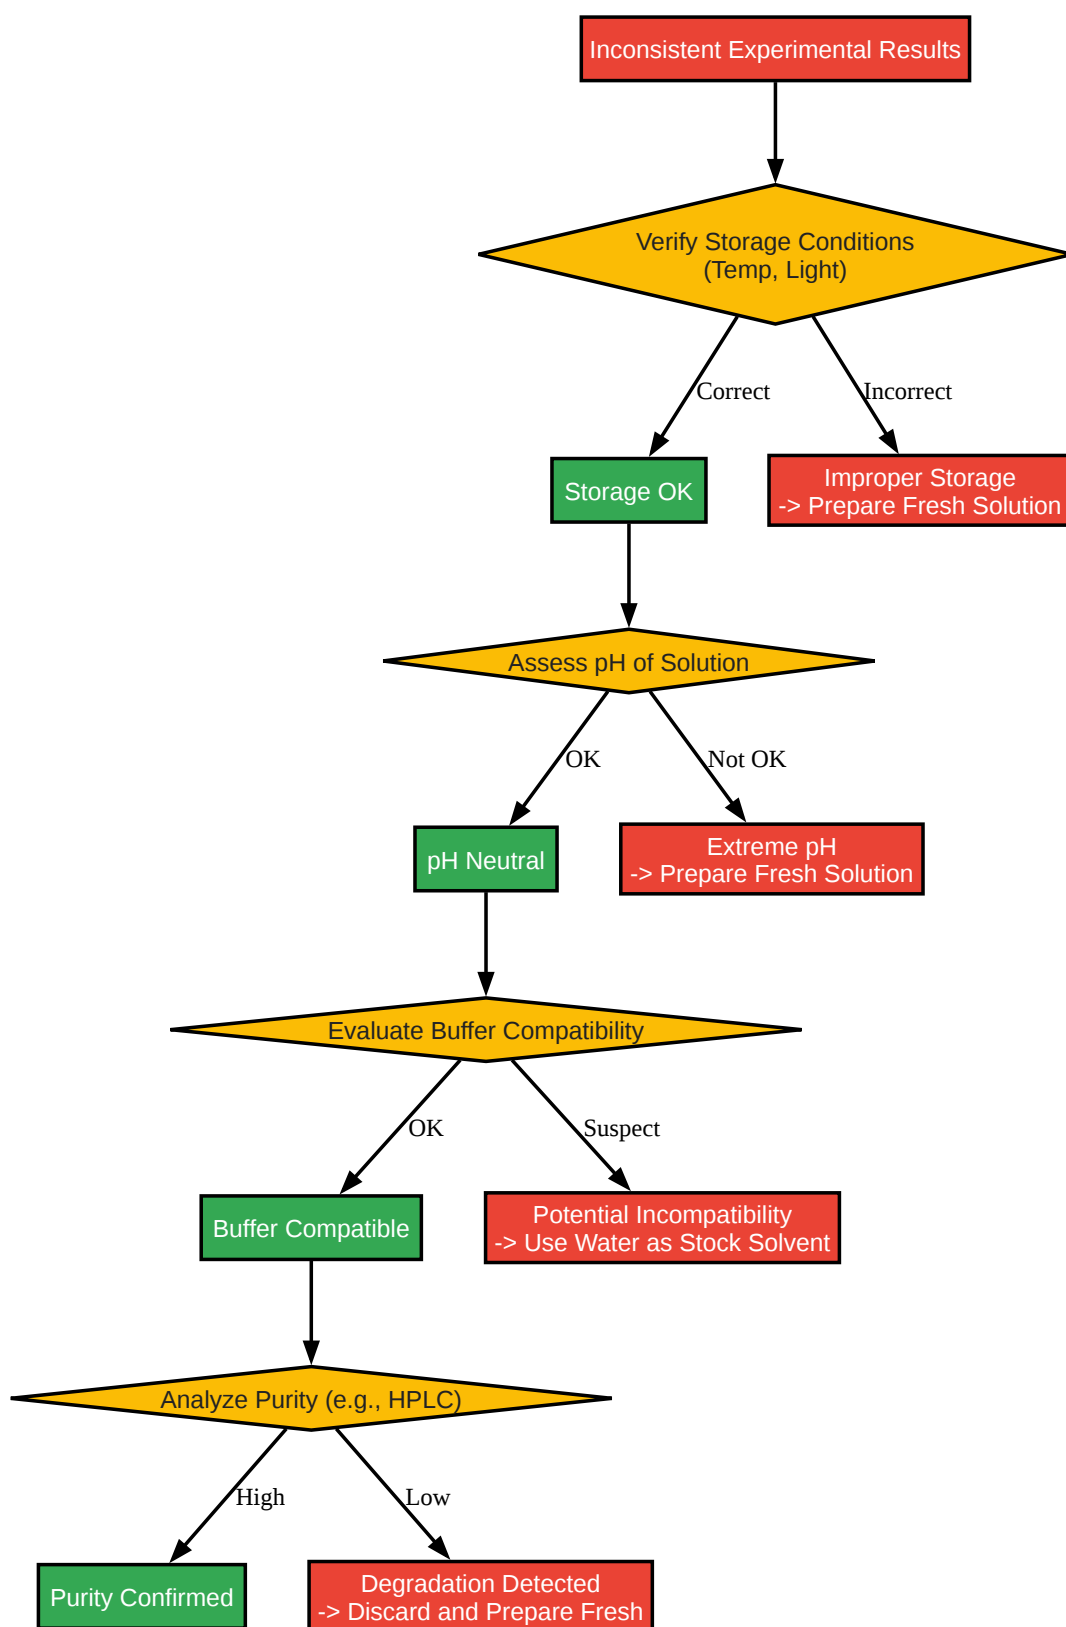 Inconsistent Experimental Results
Verify Storage Conditions
(Temp, Light)
Correct
Incorrect
Storage OK
Improper Storage
-> Prepare Fresh Solution
Assess pH of Solution
OK
Not OK
pH Neutral
Extreme pH
-> Prepare Fresh Solution
Evaluate Buffer Compatibility
OK
Suspect
Buffer Compatible
Potential Incompatibility
-> Use Water as Stock Solvent
Analyze Purity (e.g., HPLC)
High
Low
Purity Confirmed
Degradation Detected
-> Discard and Prepare Fresh